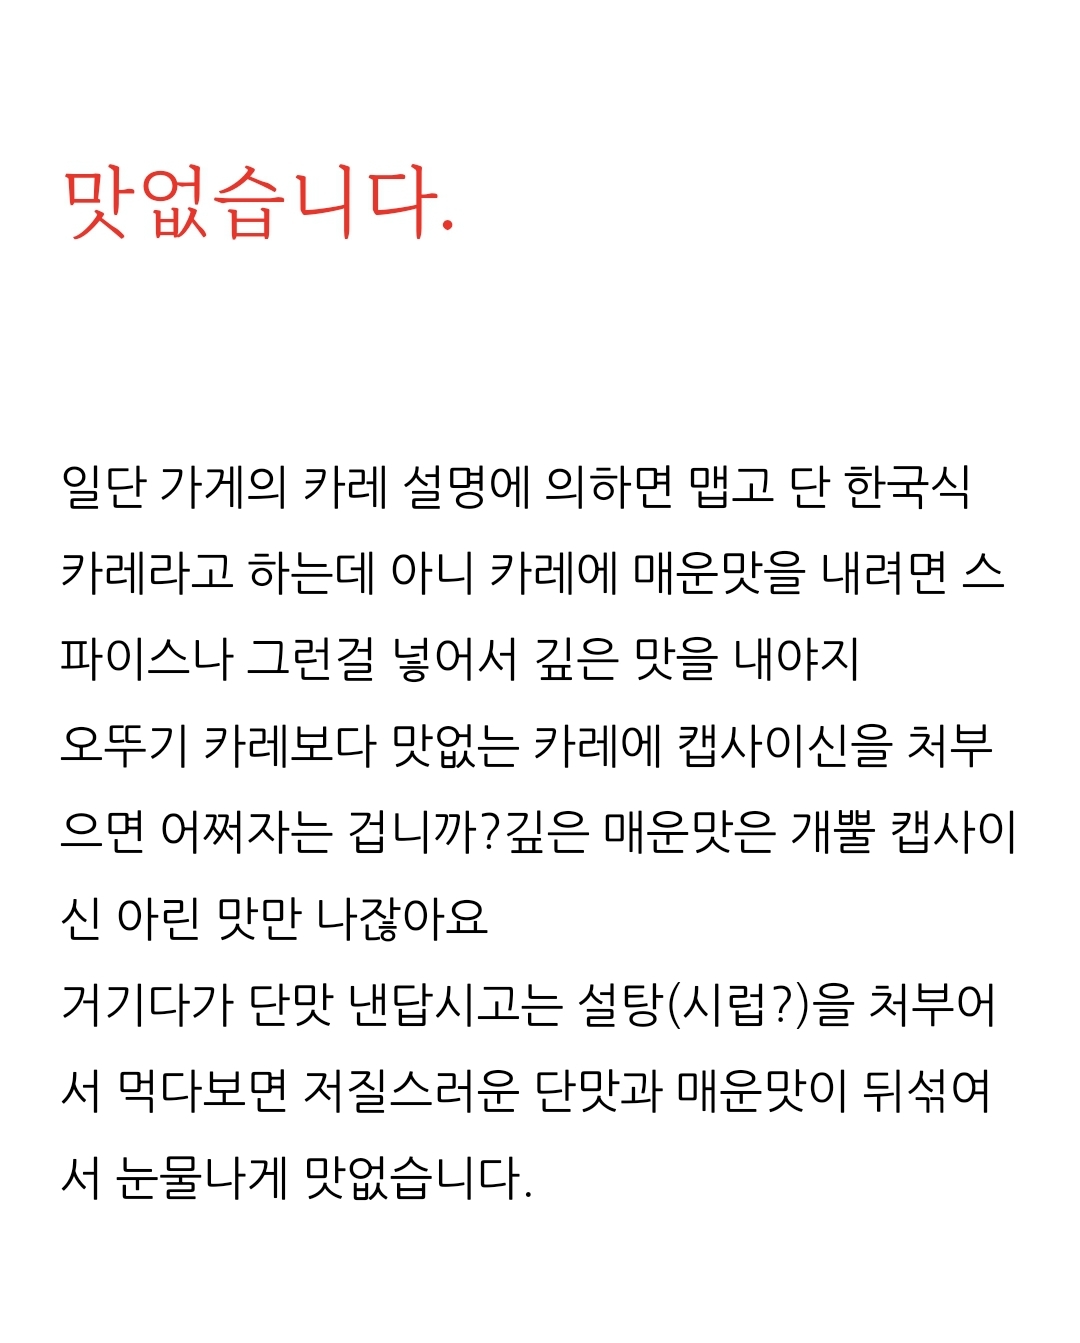 맛없습니다.
일단 가게의 카레 설명에 의하면 맵고 단 한국식
카레라고 하는데 아니 카레에 매운맛을 내려면 스
파이스나 그런걸 넣어서 깊은 맛을 내야지
오뚜기 카레보다 맛없는 카레에 캡사이신을 처부
으면 어쩌자는 겁니까?깊은 매운맛은 개뿔 캡사이
신 아린 맛만 나잖아요
거기다가 단맛 낸답시고는 설탕(시럽?)을 처부어
서 먹다보면 저질스러운 단맛과 매운맛이 뒤섞여
서 눈물나게 맛없습니다.